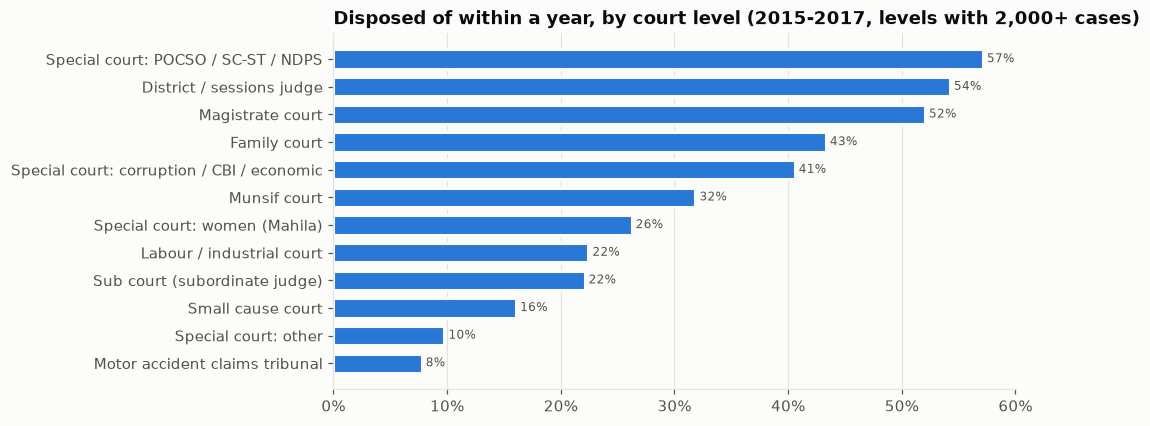 Disposed of within a year, by court level (2015-2017, levels with 2,000+ cases)
Special court: POCSO / SC-ST / NDPS 57%
District / sessions judge 54%
Magistrate court 52%
Family court 43%
Special court: corruption / CBI / economic 41%
Munsif court 32%
Special court: women (Mahila) 26%
Labour / industrial court 22%
Sub court (subordinate judge) 22%
Small cause court 16%
Special court: other 10%
Motor accident claims tribunal 8%
0% 10% 20% 30% 40% 50% 60%